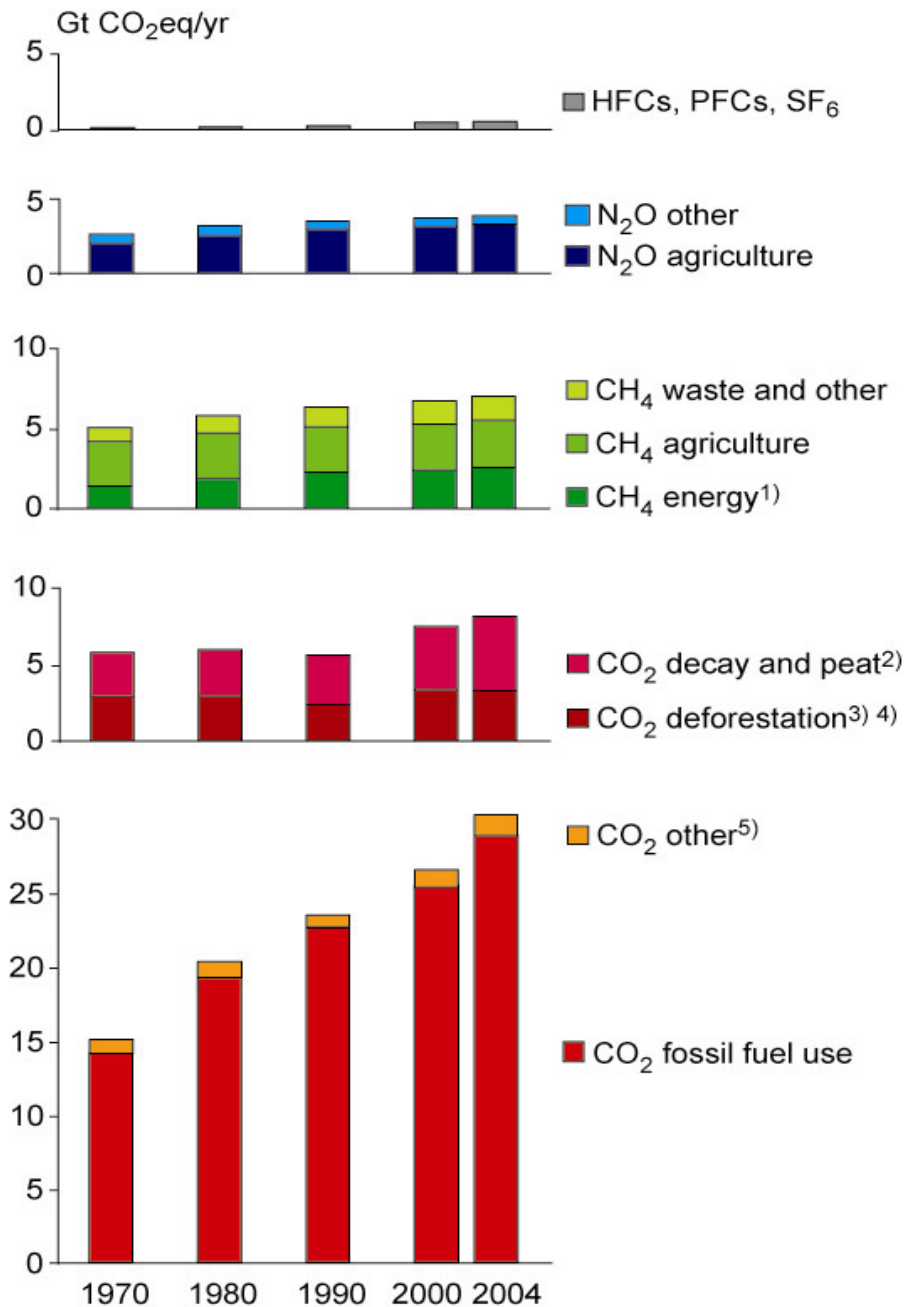 Gt CO₂eq/yr
5
0
HFCs, PFCs, SF₆
5
0
N₂O other
N₂O agriculture
10
5
0
CH₄ waste and other
CH₄ agriculture
CH₄ energy¹⁾
10
5
0
CO₂ decay and peat²⁾
CO₂ deforestation³⁾ ⁴⁾
30
25
20
15
10
5
0
CO₂ other⁵⁾
CO₂ fossil fuel use
1970 1980 1990 2000 2004